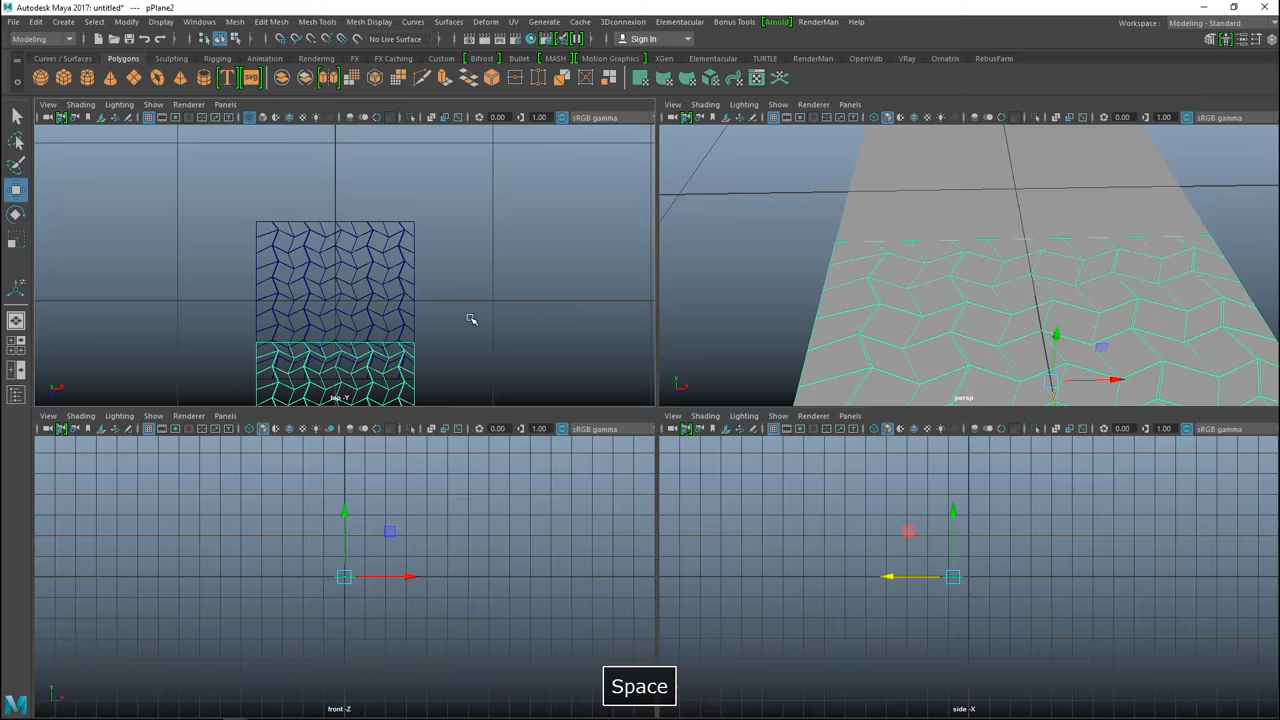 Autodesk Maya 2017: untitled* --- pPlane2
File Edit Create Select Modify Display Windows Mesh Edit Mesh Mesh Tools Mesh Display Curves Surfaces Deform UV Generate Cache 3Dconnexion Elementacular Bonus Tools Arnold RenderMan Help
Workspace : Modeling - Standard
Modeling No Live Surface Sign In
Curves / Surfaces Polygons Sculpting Rigging Animation Rendering FX FX Caching Custom Bifrost Bullet MASH Motion Graphics XGen Elementacular TURTLE RenderMan OpenVdb VRay Ornatrix RebusFarm
T svg
View Shading Lighting Show Renderer Panels
0.00 1.00 sRGB gamma
top -Y
View Shading Lighting Show Renderer Panels
0.00 1.00 sRGB gamma
persp
View Shading Lighting Show Renderer Panels
0.00 1.00 sRGB gamma
front -Z
View Shading Lighting Show Renderer Panels
0.00 1.00 sRGB gamma
side -X
Space